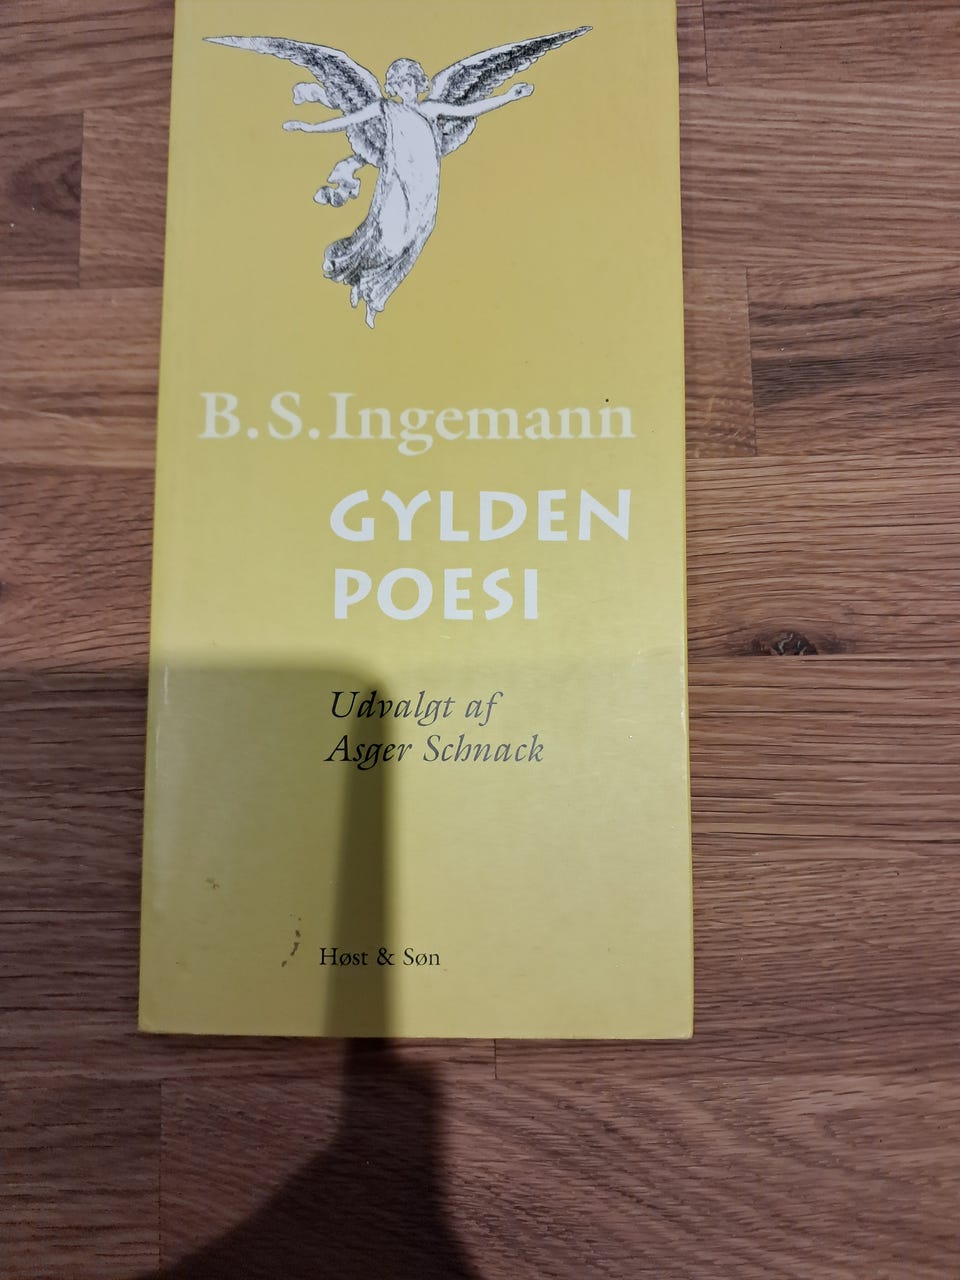 B.S. Ingemann
GYLDEN
POESI
Udvalgt af
Asger Schnack
Høst & Søn